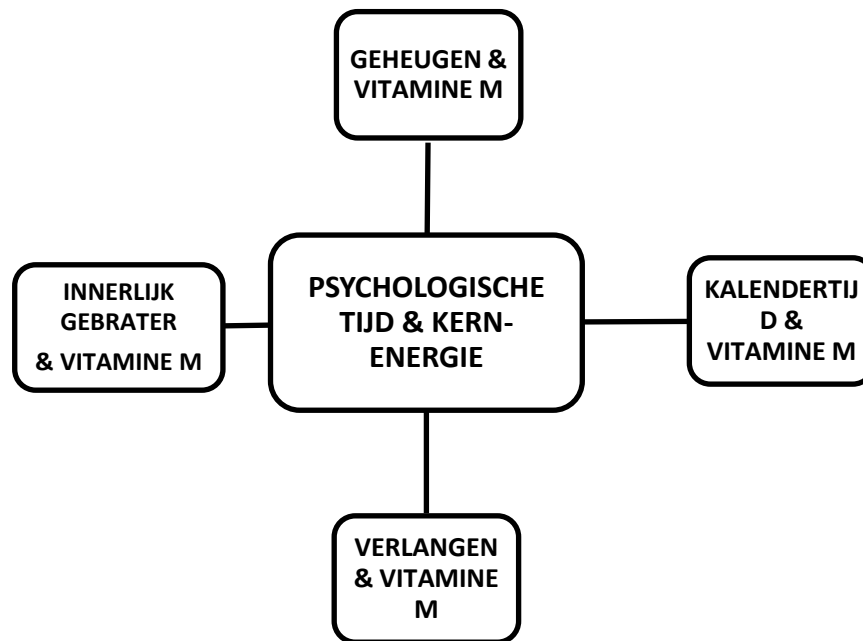 GEHEUGEN &
VITAMINE M
INNERLIJK
GEBRATER
& VITAMINE M
PSYCHOLOGISCHE
TIJD & KERN-
ENERGIE
KALENDERTIJ
D &
VITAMINE M
VERLANGEN
& VITAMINE
M